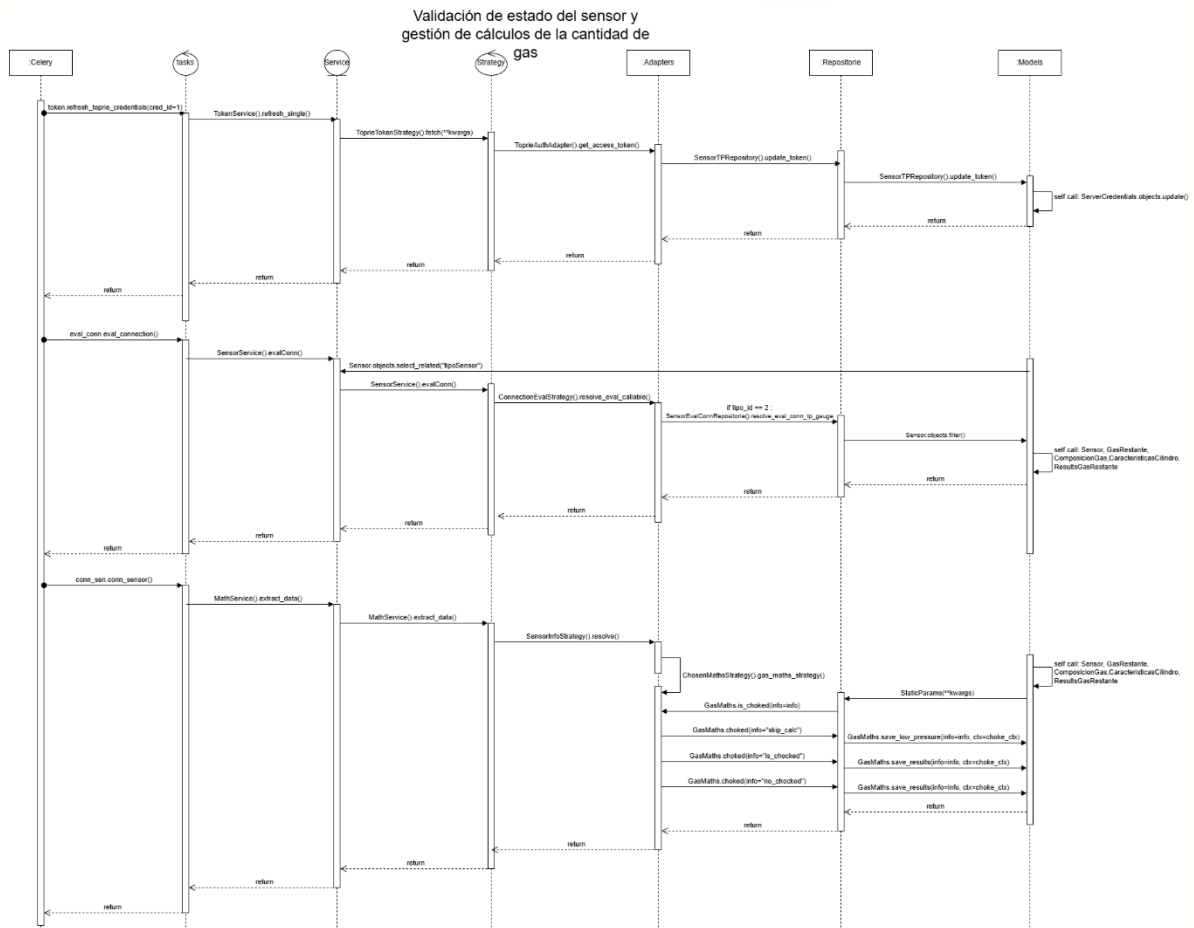 Validación de estado del sensor y
gestión de cálculos de la cantidad de
gas
:Celery
tasks
Service
Strategy
:Adapters
:Repositorie
:Models
token.refresh_toprie_credentials(cred_id=1)
TokenService().refresh_single()
ToprieTokenStrategy().fetch(**kwargs)
ToprieAuthAdapter().get_access_token()
SensorTPRepository().update_token()
SensorTPRepository().update_token()
self call: ServerCredentials.objects.update()
return
return
return
return
return
return
eval_conn.eval_connection()
SensorService().evalConn()
Sensor.objects.select_related("tipoSensor")
SensorService().evalConn()
ConnectionEvalStrategy().resolve_eval_callable()
if tipo_id == 2 :
SensorEvalConnRepositorie().resolve_eval_conn_tp_gauge
Sensor.objects.filter()
self call: Sensor, GasRestante,
ComposicionGas,CaracteristicasCilindro,
ResultsGasRestante
return
return
return
return
return
return
conn_sen.conn_sensor()
MathService().extract_data()
MathService().extract_data()
SensorInfoStrategy().resolve()
self call: Sensor, GasRestante,
ComposicionGas,CaracteristicasCilindro,
ResultsGasRestante
ChosenMathsStrategy().gas_maths_strategy()
StaticParams(**kwargs)
GasMaths.is_choked(info=info)
GasMaths.choked(info="skip_calc")
GasMaths.save_low_pressure(info=info, ctx=choke_ctx)
GasMaths.choked(info="is_chocked")
GasMaths.save_results(info=info, ctx=choke_ctx)
GasMaths.choked(info="no_chocked")
GasMaths.save_results(info=info, ctx=choke_ctx)
return
return
return
return
return
return